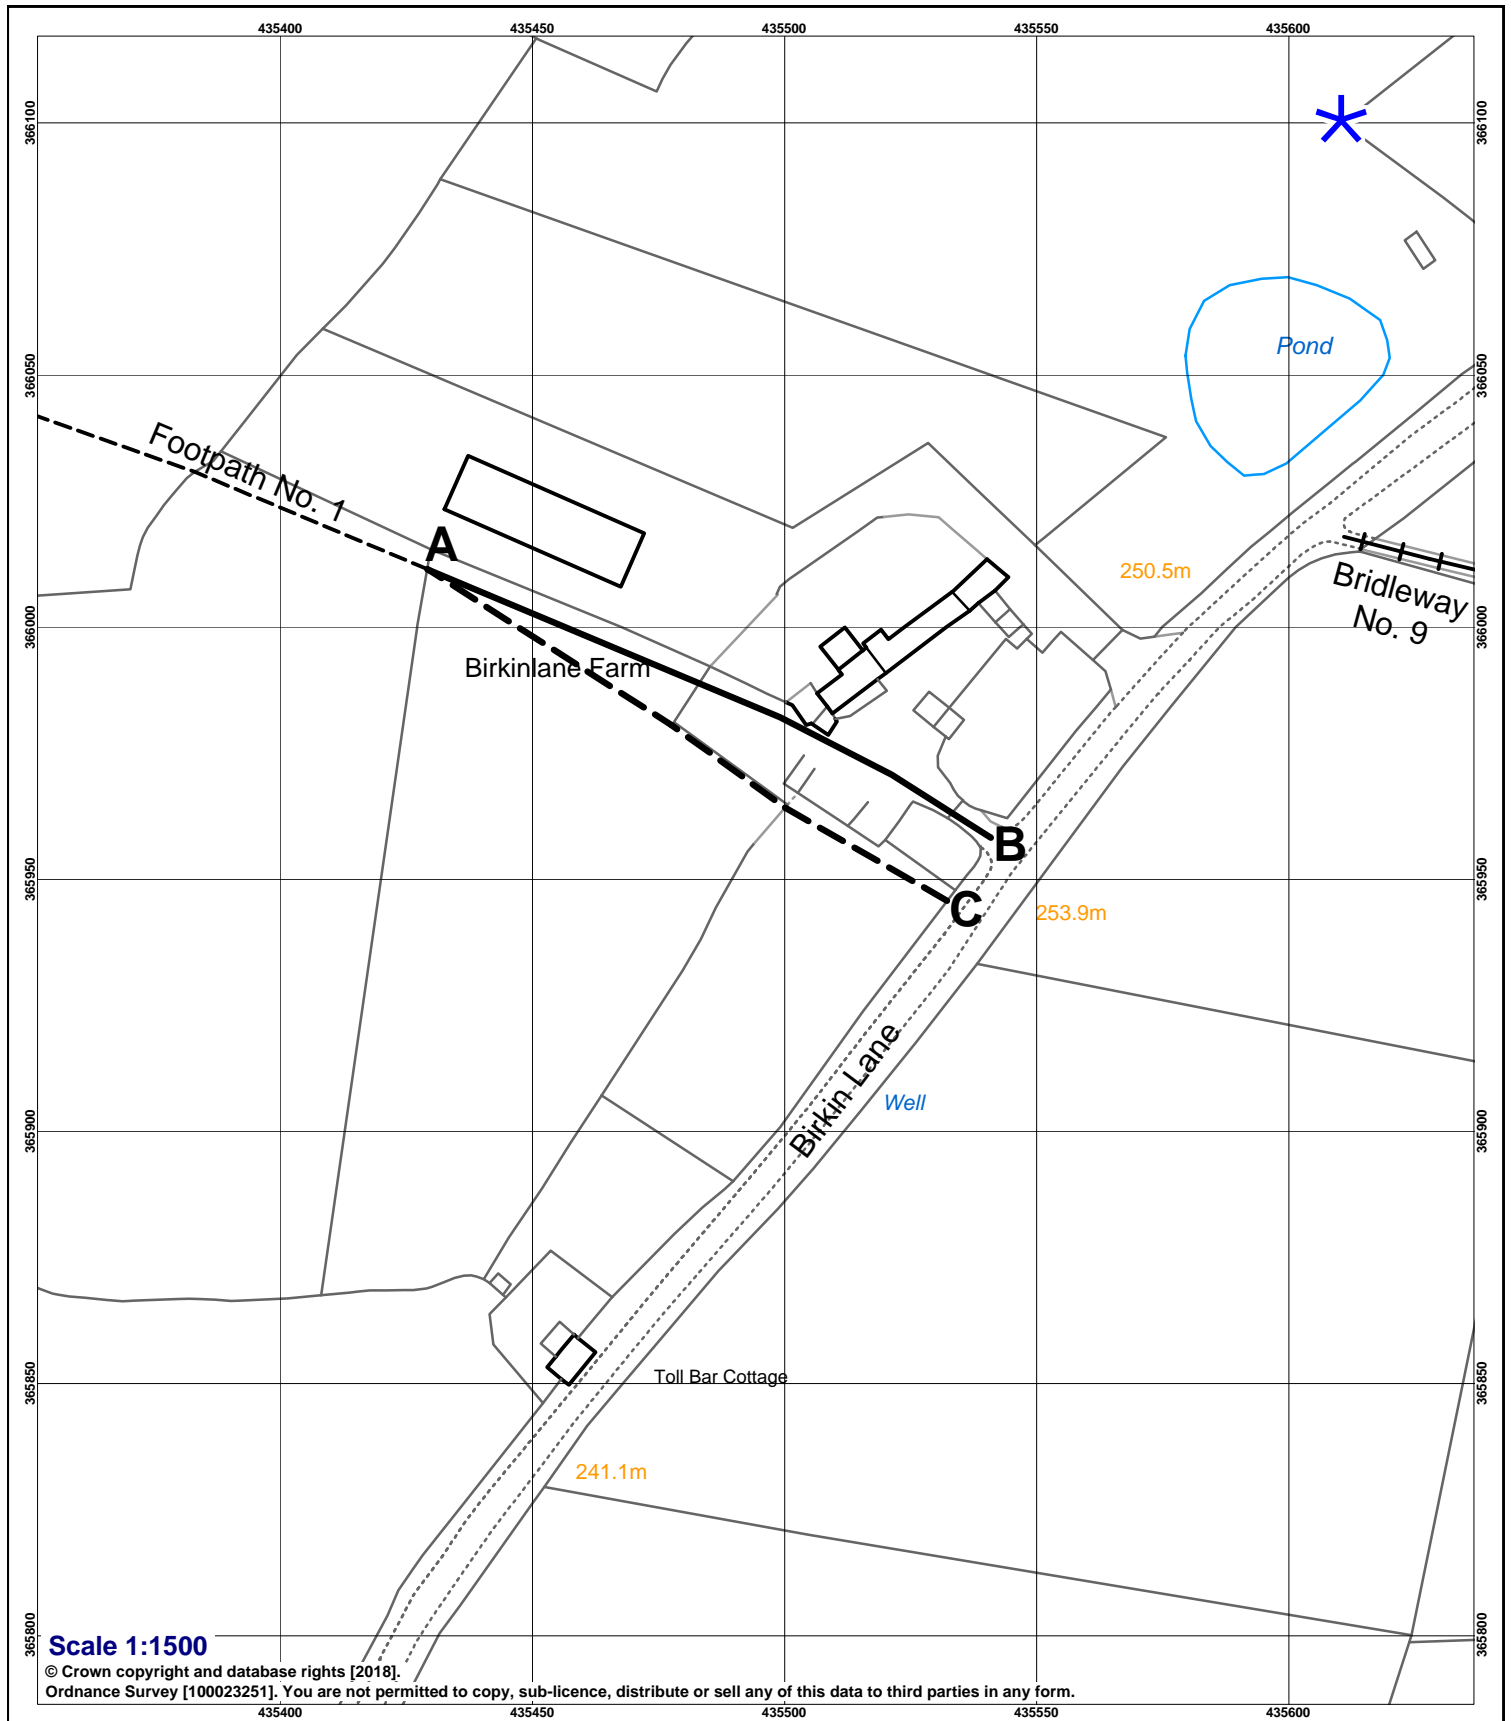 435400
435450
435500
435550
435600
366100
366100
366050
366050
Pond
Footpath No. 1
A
250.5m
Bridleway
No. 9
366000
366000
Birkinlane Farm
B
365950
365950
C
253.9m
Birkin Lane
Well
365900
365900
Toll Bar Cottage
365850
365850
241.1m
365800
365800
Scale 1:1500
© Crown copyright and database rights [2018].
Ordnance Survey [100023251]. You are not permitted to copy, sub-licence, distribute or sell any of this data to third parties in any form.
435400
435450
435500
435550
435600